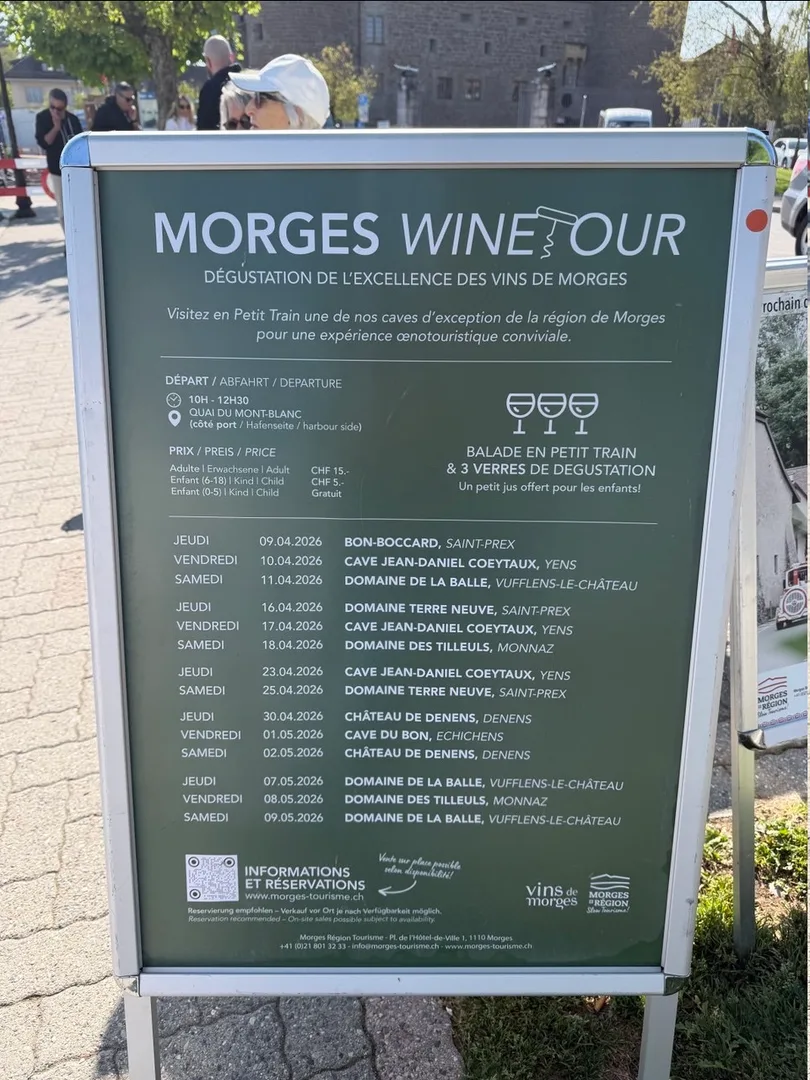 MORGES WINE TOUR
DÉGUSTATION DE L'EXCELLENCE DES VINS DE MORGES
Visitez en Petit Train une de nos caves d'exception de la région de Morges
pour une expérience œnotouristique conviviale.
DÉPART / ABFAHRT / DEPARTURE
10H - 12H30
QUAI DU MONT-BLANC
(côté port / Hafenseite / harbour side)
PRIX / PREIS / PRICE
Adulte | Erwachsene | Adult CHF 15.-
Enfant (6-18) | Kind | Child CHF 5.-
Enfant (0-5) | Kind | Child Gratuit
BALADE EN PETIT TRAIN
& 3 VERRES DE DEGUSTATION
Un petit jus offert pour les enfants!
JEUDI 09.04.2026 BON-BOCCARD, SAINT-PREX
VENDREDI 10.04.2026 CAVE JEAN-DANIEL COEYTAUX, YENS
SAMEDI 11.04.2026 DOMAINE DE LA BALLE, VUFFLENS-LE-CHÂTEAU
JEUDI 16.04.2026 DOMAINE TERRE NEUVE, SAINT-PREX
VENDREDI 17.04.2026 CAVE JEAN-DANIEL COEYTAUX, YENS
SAMEDI 18.04.2026 DOMAINE DES TILLEULS, MONNAZ
JEUDI 23.04.2026 CAVE JEAN-DANIEL COEYTAUX, YENS
SAMEDI 25.04.2026 DOMAINE TERRE NEUVE, SAINT-PREX
JEUDI 30.04.2026 CHÂTEAU DE DENENS, DENENS
VENDREDI 01.05.2026 CAVE DU BON, ECHICHENS
SAMEDI 02.05.2026 CHÂTEAU DE DENENS, DENENS
JEUDI 07.05.2026 DOMAINE DE LA BALLE, VUFFLENS-LE-CHÂTEAU
VENDREDI 08.05.2026 DOMAINE DES TILLEULS, MONNAZ
SAMEDI 09.05.2026 DOMAINE DE LA BALLE, VUFFLENS-LE-CHÂTEAU
INFORMATIONS
ET RÉSERVATIONS
www.morges-tourisme.ch
Vente sur place possible
selon disponibilité!
Reservierung empfohlen – Verkauf vor Ort je nach Verfügbarkeit möglich.
Reservation recommended – On-site sales possible subject to availability.
vins de
morges
MORGES
RÉGION
Slow Tourism!
Morges Région Tourisme - Pl. de l'Hôtel-de-Ville 1, 1110 Morges
+41 (0)21 801 32 33 - info@morges-tourisme.ch - www.morges-tourisme.ch
rochain
MORGES
RÉGION